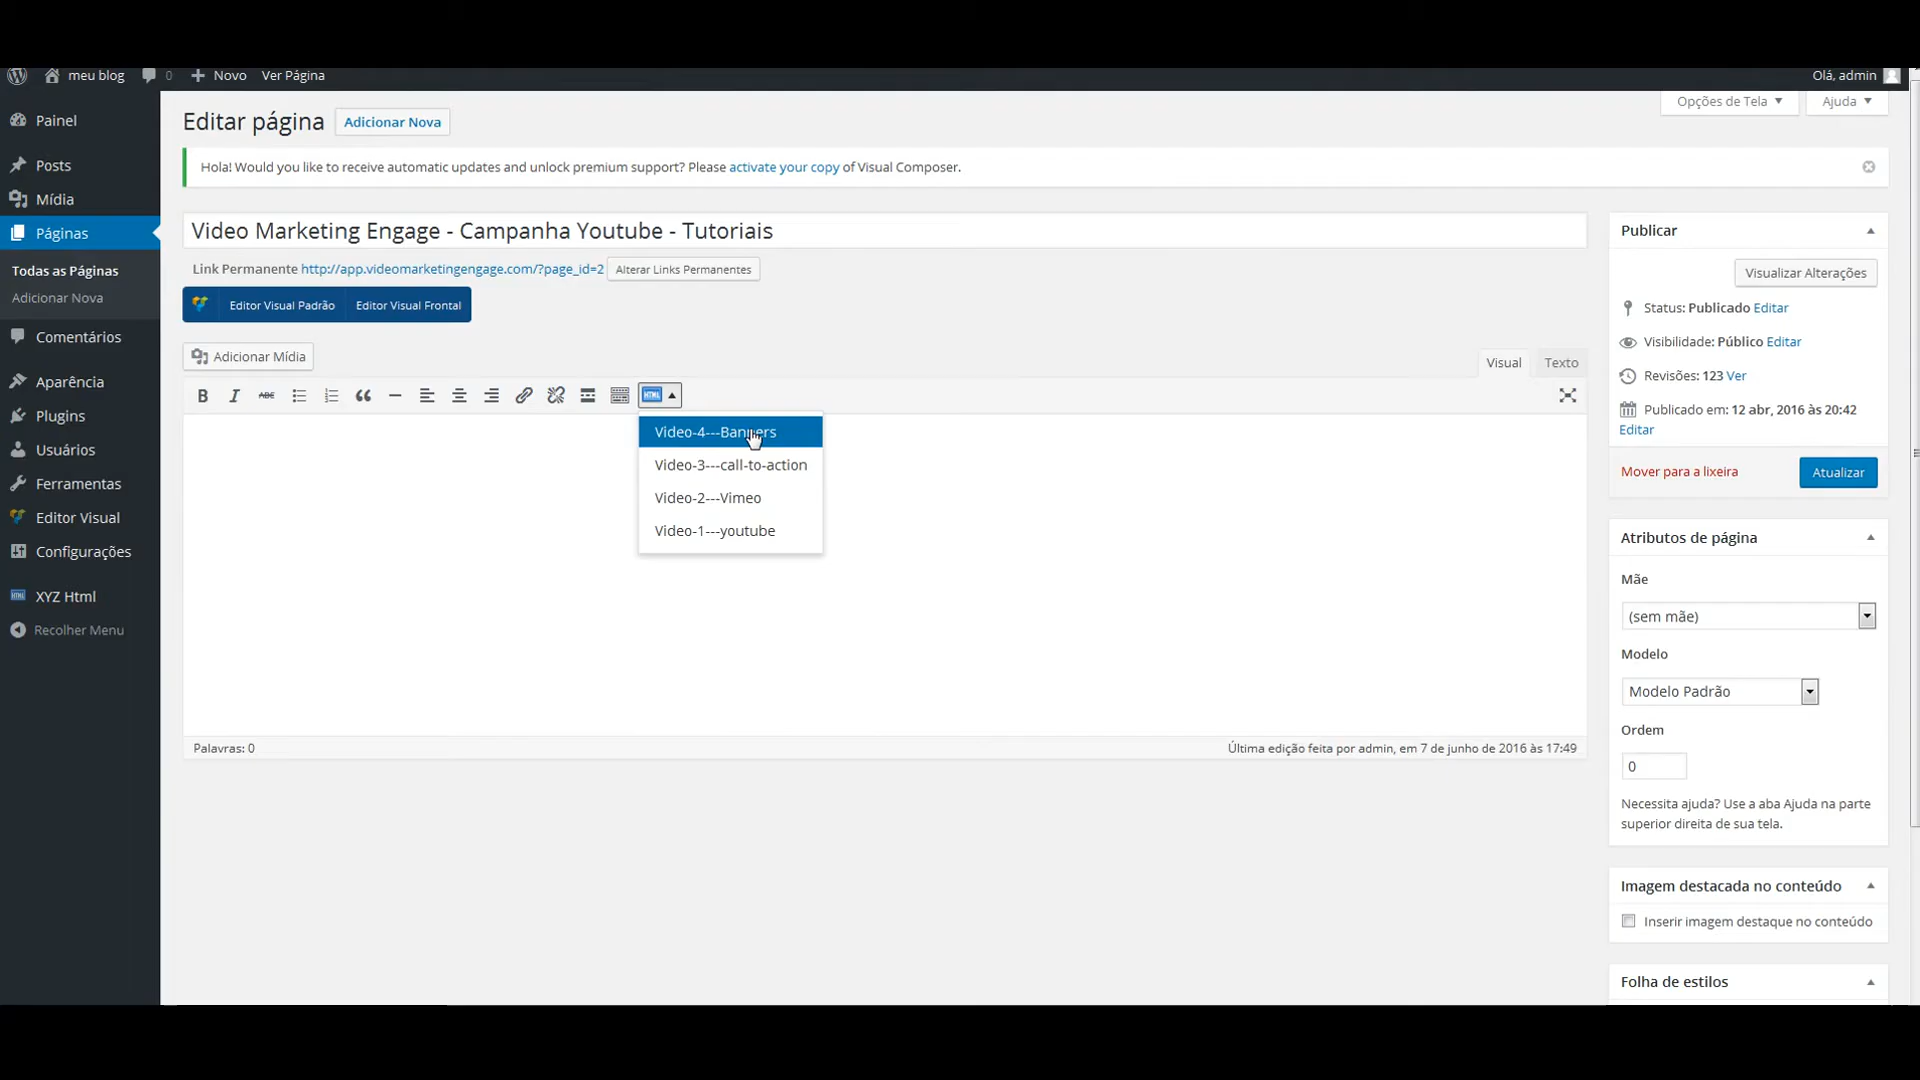 meu blog 0 Novo Ver Página Olá, admin
Painel
Posts
Mídia
Páginas
Todas as Páginas
Adicionar Nova
Comentários
Aparência
Plugins
Usuários
Ferramentas
Editor Visual
Configurações
XYZ Html
Recolher Menu
Opções de Tela Ajuda
Editar página Adicionar Nova
Hola! Would you like to receive automatic updates and unlock premium support? Please activate your copy of Visual Composer.
Video Marketing Engage - Campanha Youtube - Tutoriais
Link Permanente http://app.videomarketingengage.com/?page_id=2 Alterar Links Permanentes
Editor Visual Padrão Editor Visual Frontal
Adicionar Mídia
Visual Texto
B I ABC HTML
Video-4---Banners
Video-3---call-to-action
Video-2---Vimeo
Video-1---youtube
Palavras: 0 Última edição feita por admin, em 7 de junho de 2016 às 17:49
Publicar
Visualizar Alterações
Status: Publicado Editar
Visibilidade: Público Editar
Revisões: 123 Ver
Publicado em: 12 abr, 2016 às 20:42
Editar
Mover para a lixeira Atualizar
Atributos de página
Mãe
(sem mãe)
Modelo
Modelo Padrão
Ordem
0
Necessita ajuda? Use a aba Ajuda na parte
superior direita de sua tela.
Imagem destacada no conteúdo
Inserir imagem destaque no conteúdo
Folha de estilos